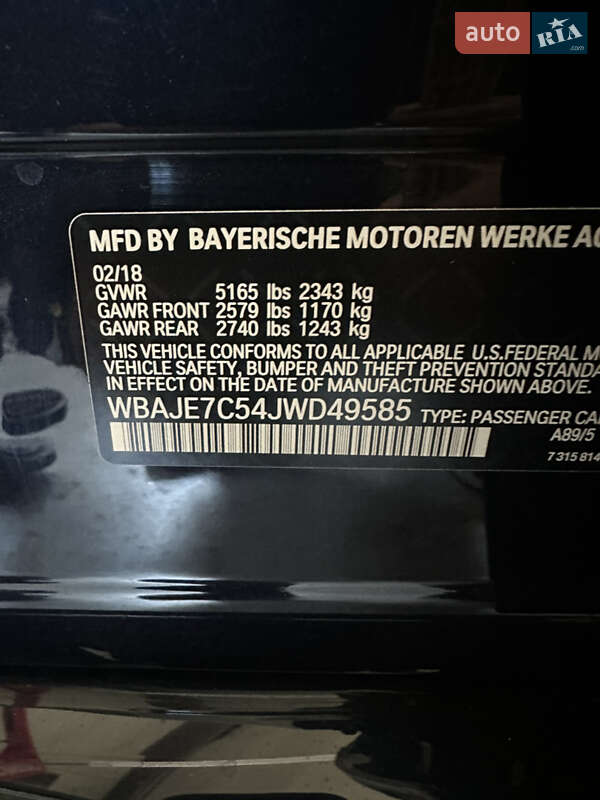 auto RIA .com
MFD BY BAYERISCHE MOTOREN WERKE AG
02/18
GVWR 5165 lbs 2343 kg
GAWR FRONT 2579 lbs 1170 kg
GAWR REAR 2740 lbs 1243 kg
THIS VEHICLE CONFORMS TO ALL APPLICABLE U.S.FEDERAL M
VEHICLE SAFETY, BUMPER AND THEFT PREVENTION STANDA
IN EFFECT ON THE DATE OF MANUFACTURE SHOWN ABOVE.
WBAJE7C54JWD49585 TYPE: PASSENGER CAR
A89/5
7 315 814